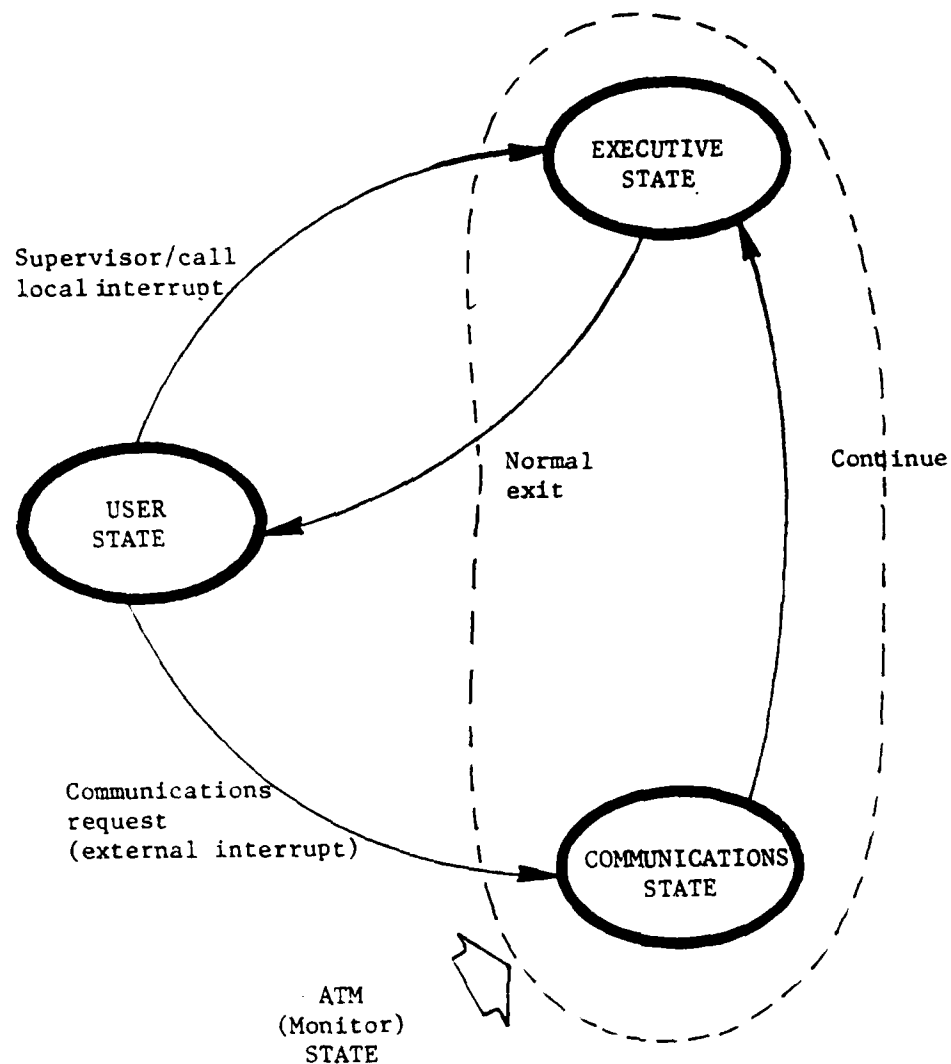 EXECUTIVE
STATE
Supervisor/call
local interrupt
Normal
exit
Continue
USER
STATE
Communications
request
(external interrupt)
COMMUNICATIONS
STATE
ATM
(Monitor)
STATE